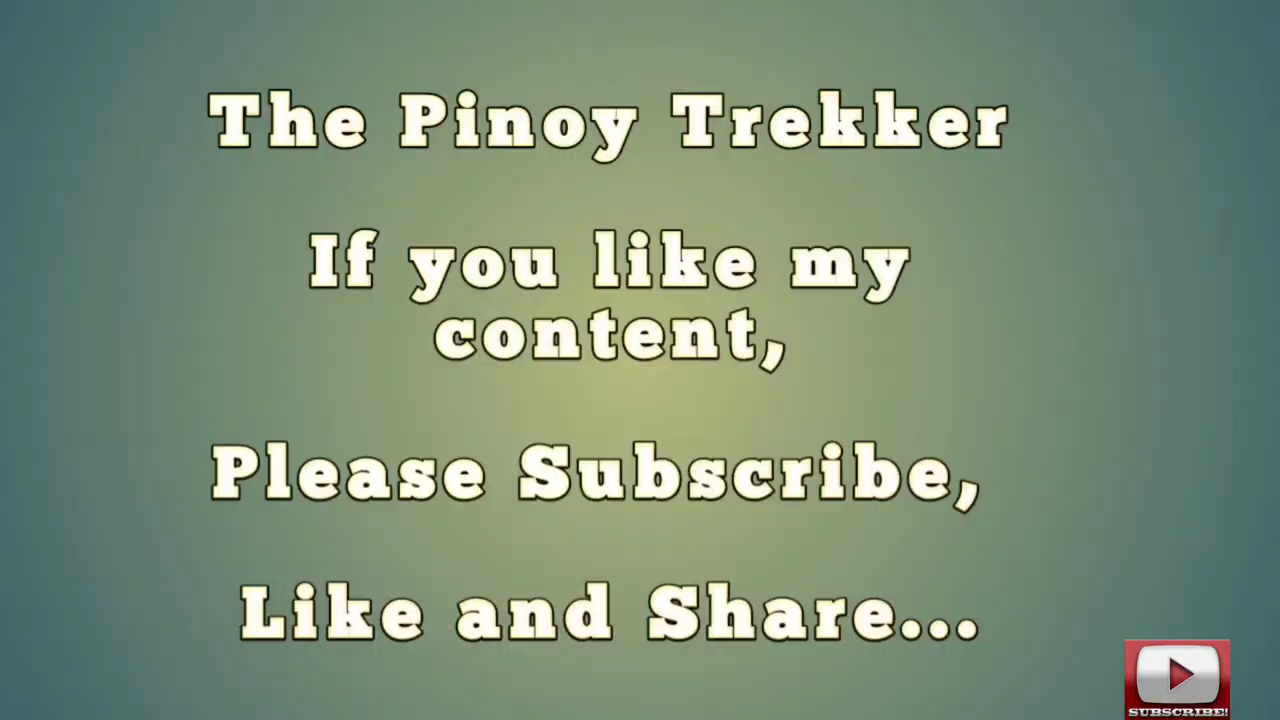 The Pinoy Trekker
If you like my
content,
Please Subscribe,
Like and Share...
SUBSCRIBE!